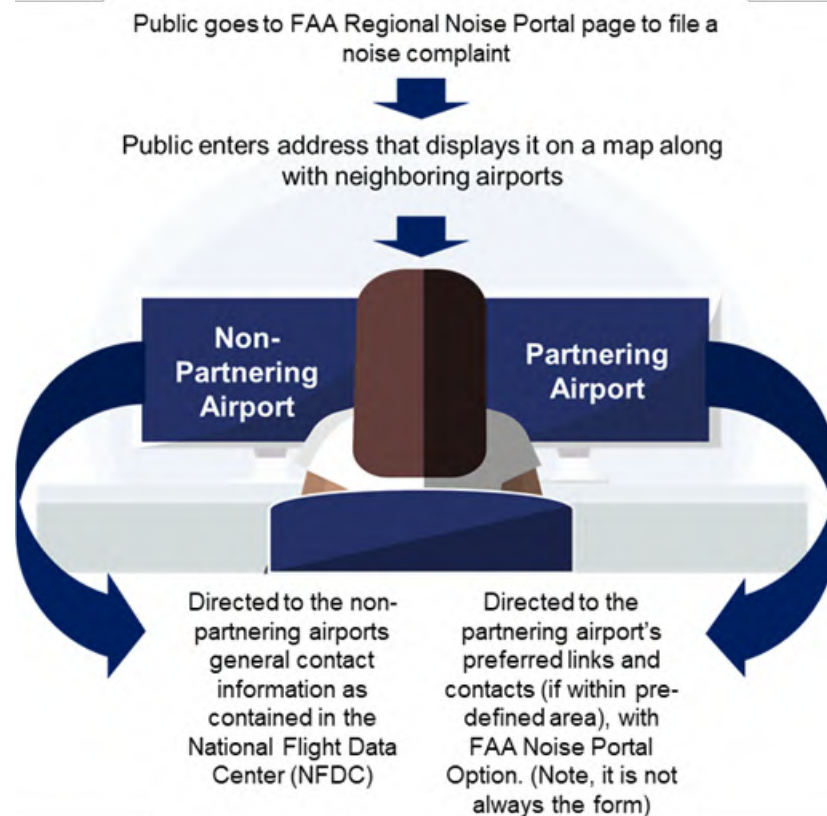 Public goes to FAA Regional Noise Portal page to file a
noise complaint
Public enters address that displays it on a map along
with neighboring airports
Non-
Partnering
Airport
Partnering
Airport
Directed to the non-
partnering airports
general contact
information as
contained in the
National Flight Data
Center (NFDC)
Directed to the
partnering airport's
preferred links and
contacts (if within pre-
defined area), with
FAA Noise Portal
Option. (Note, it is not
always the form)